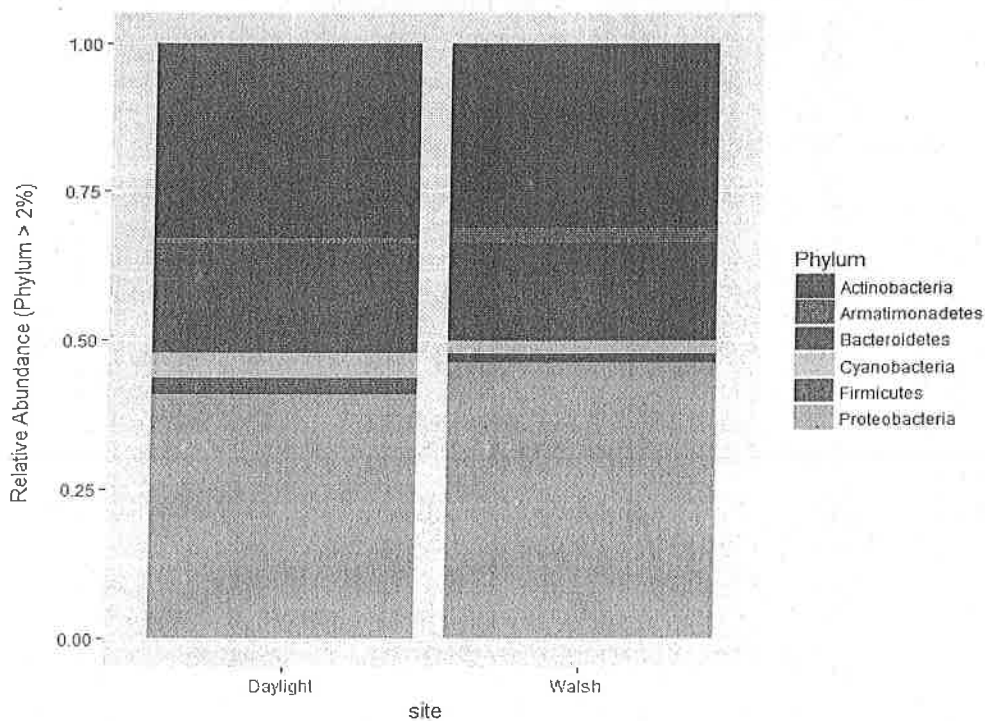 Relative Abundance (Phylum > 2%)
1.00
0.75
0.50
0.25
0.00
Daylight
Walsh
site
Phylum
Actinobacteria
Armatimonadetes
Bacteroidetes
Cyanobacteria
Firmicutes
Proteobacteria